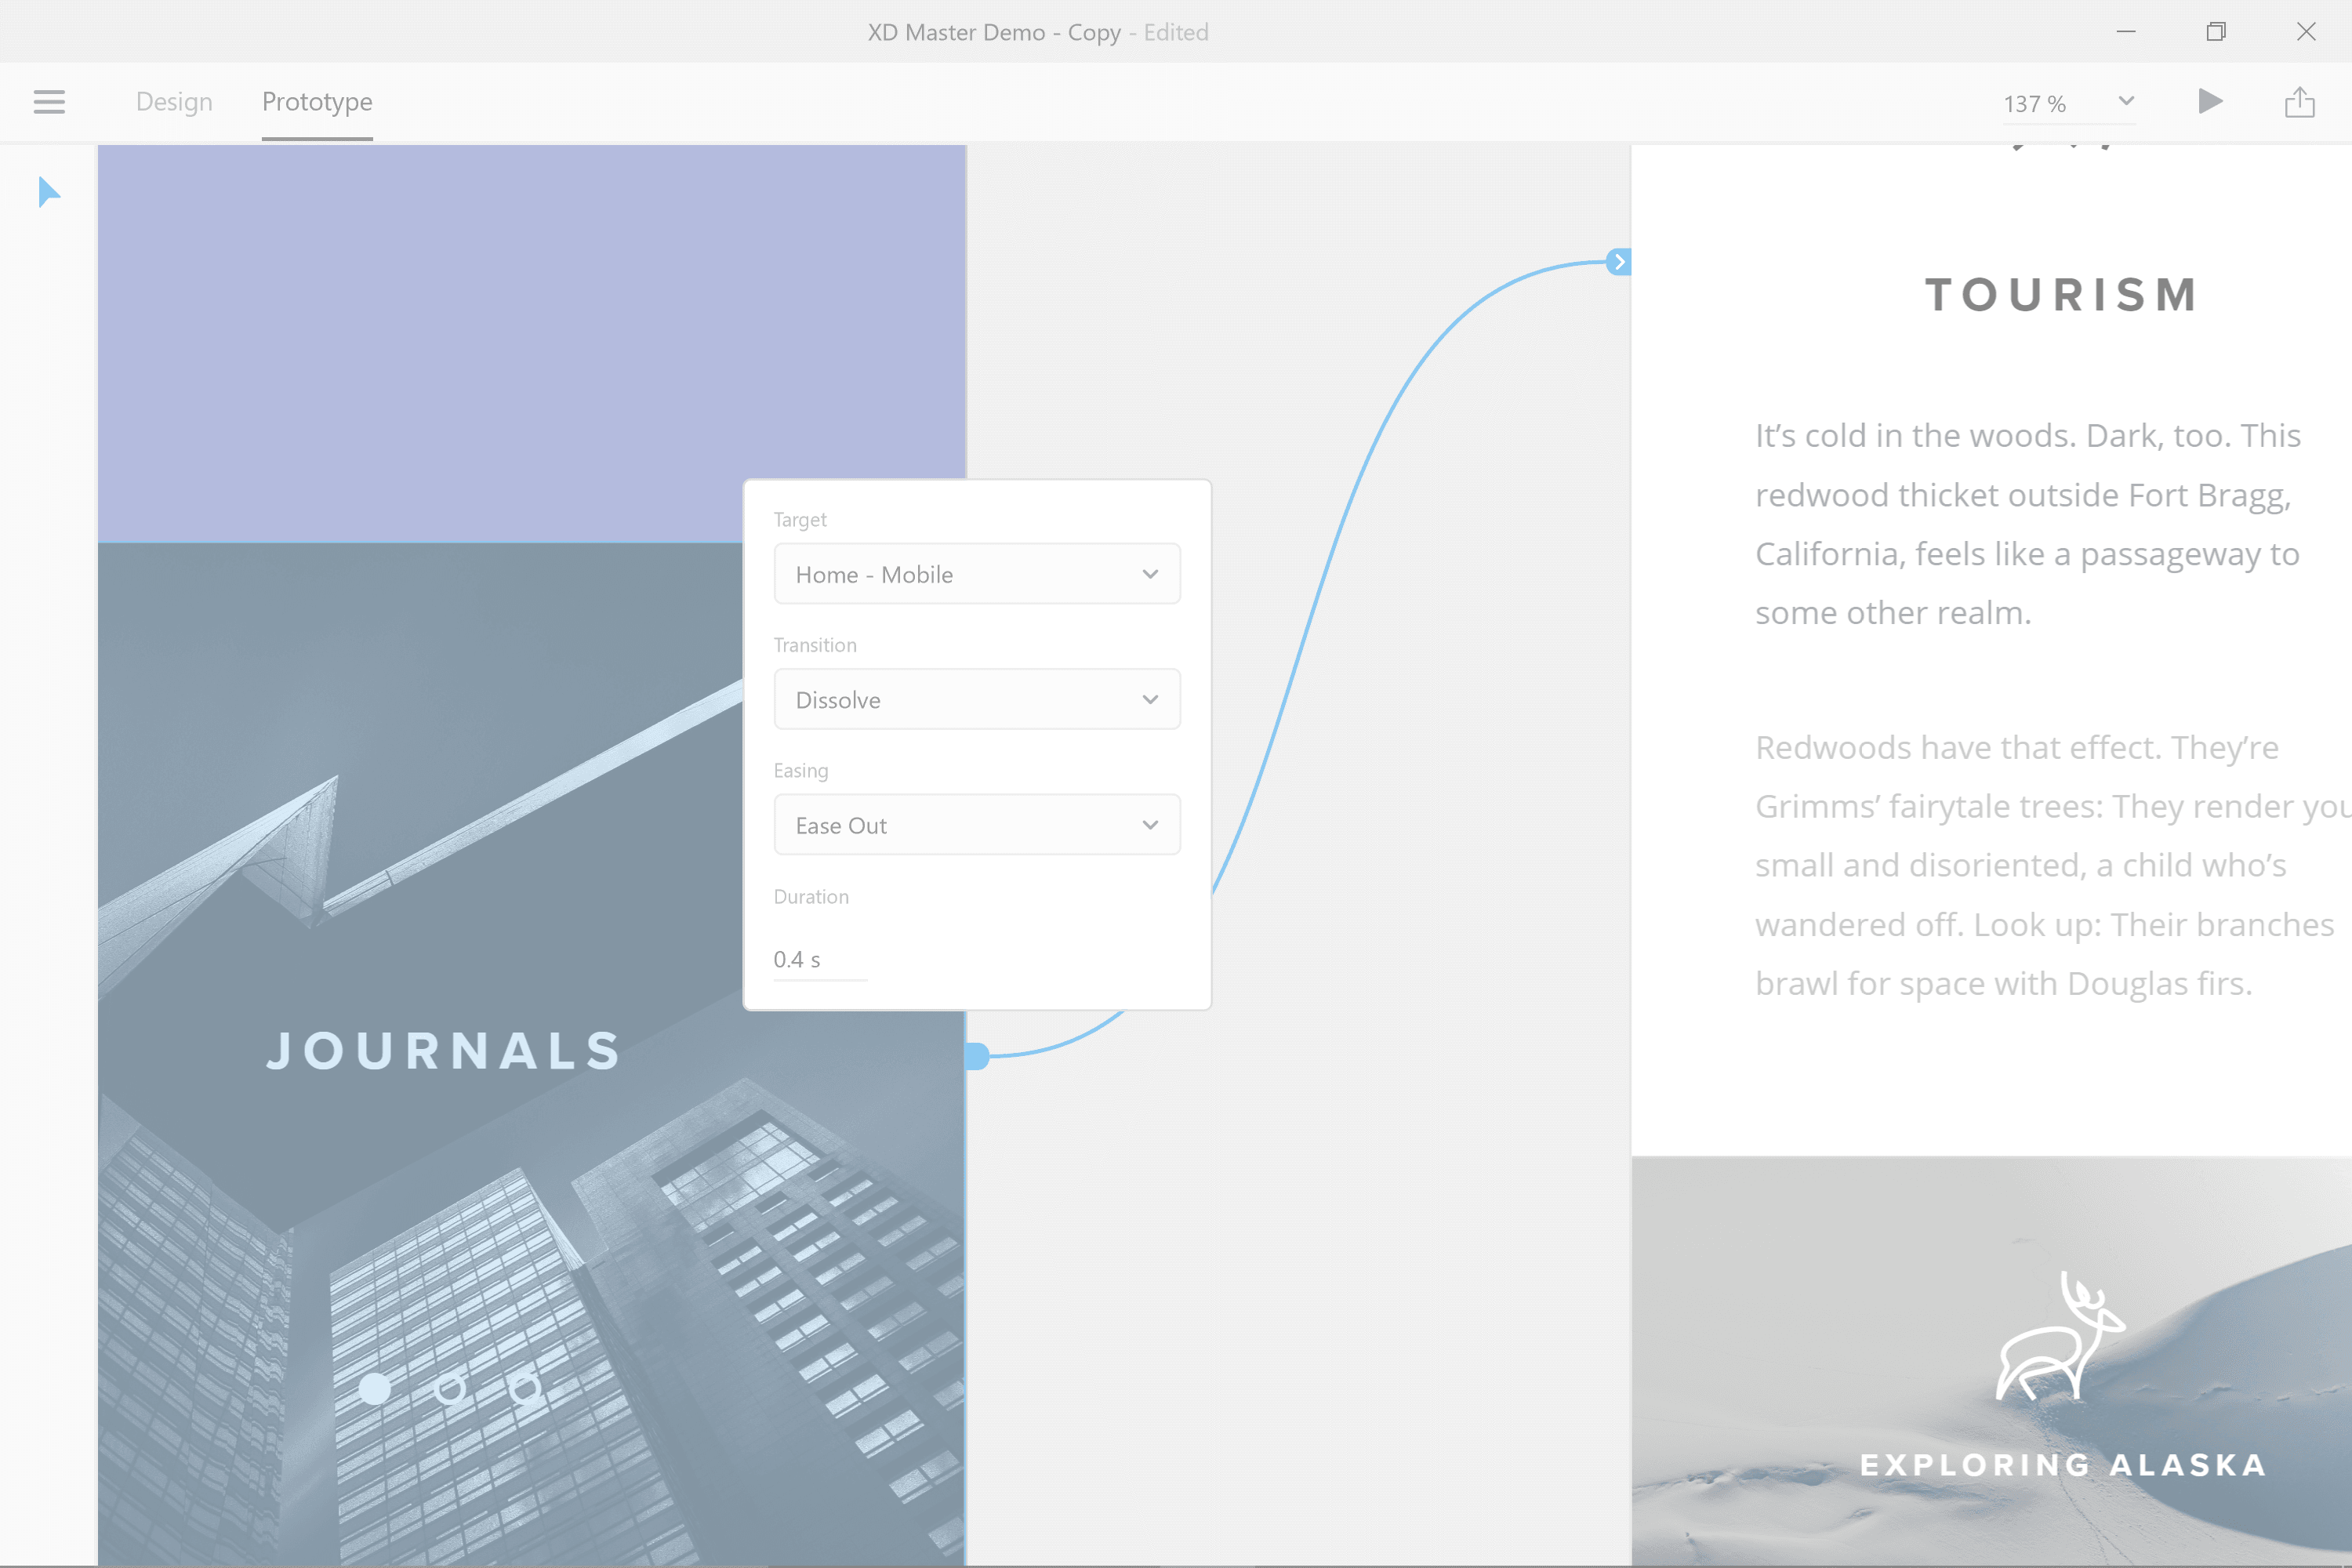 XD Master Demo - Copy - Edited
Design
Prototype
137 %
Target
Home - Mobile
Transition
Dissolve
Easing
Ease Out
Duration
0.4 s
JOURNALS
TOURISM
It’s cold in the woods. Dark, too. This
redwood thicket outside Fort Bragg,
California, feels like a passageway to
some other realm.
Redwoods have that effect. They’re
Grimms’ fairytale trees: They render you
small and disoriented, a child who’s
wandered off. Look up: Their branches
brawl for space with Douglas firs.
EXPLORING ALASKA